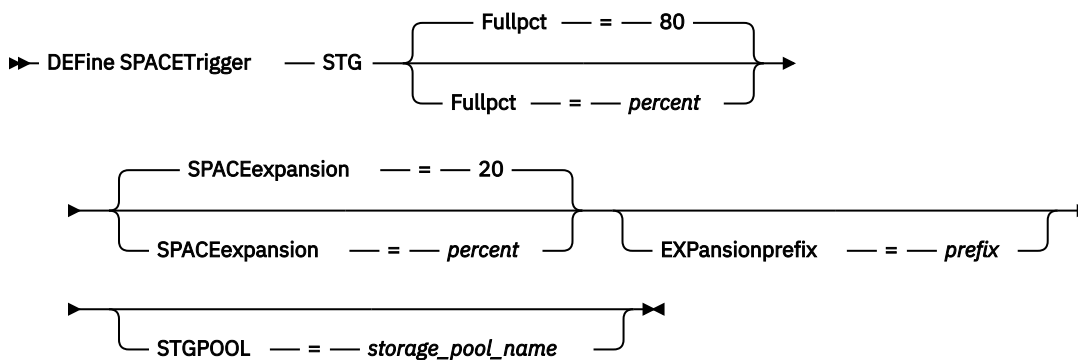 Fullpct = 80
DEFine SPACETrigger STG
Fullpct = percent
SPACEexpansion = 20
SPACEexpansion = percent EXPansionprefix = prefix
STGPOOL = storage_pool_name